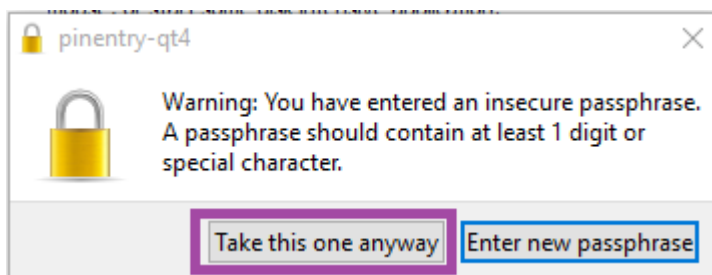 pinentry-qt4
Warning: You have entered an insecure passphrase.
A passphrase should contain at least 1 digit or
special character.
Take this one anyway
Enter new passphrase